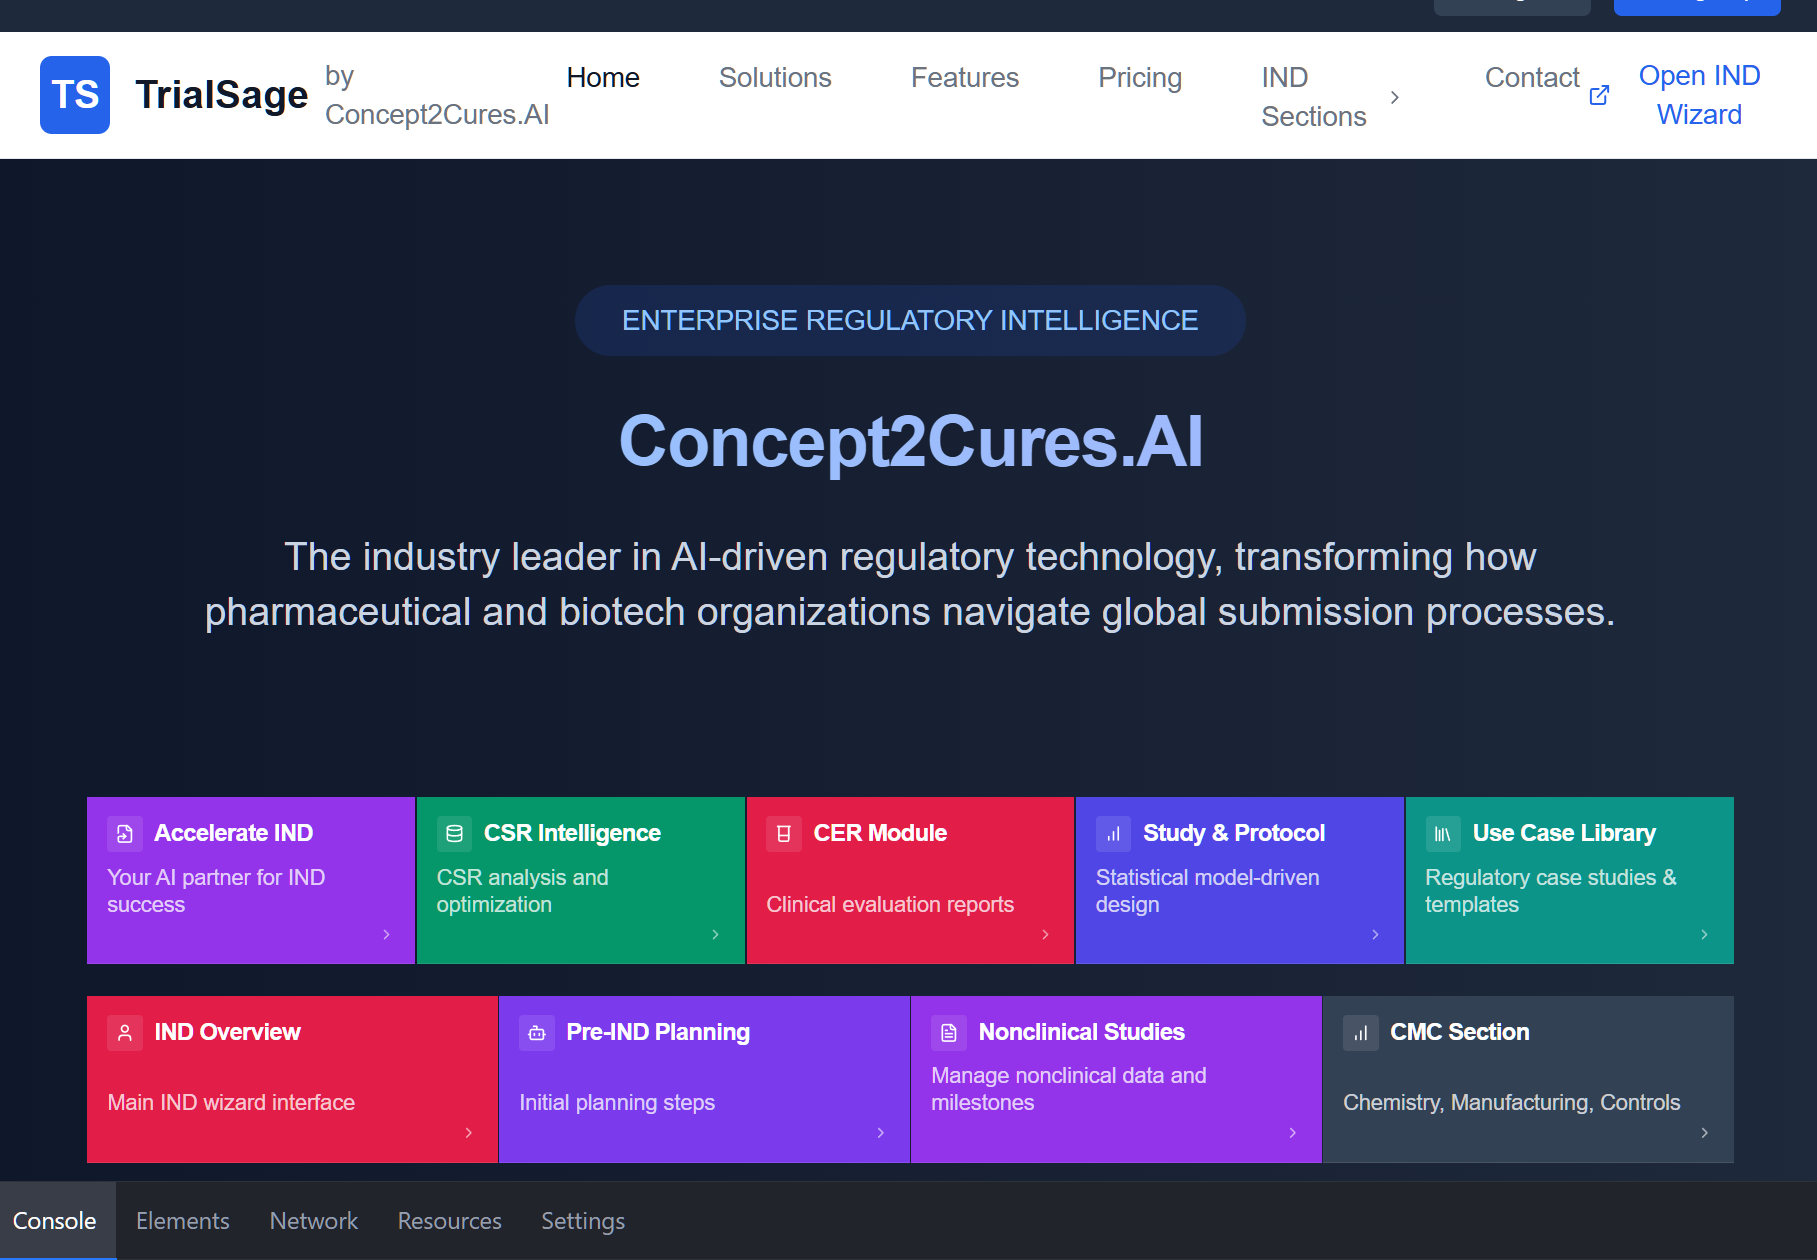 TS
TrialSage
by
Concept2Cures.AI
Home
Solutions
Features
Pricing
IND
Sections
Contact
Open IND
Wizard
ENTERPRISE REGULATORY INTELLIGENCE
Concept2Cures.AI
The industry leader in AI-driven regulatory technology, transforming how
pharmaceutical and biotech organizations navigate global submission processes.
Accelerate IND
Your AI partner for IND
success
CSR Intelligence
CSR analysis and
optimization
CER Module
Clinical evaluation reports
Study & Protocol
Statistical model-driven
design
Use Case Library
Regulatory case studies &
templates
IND Overview
Main IND wizard interface
Pre-IND Planning
Initial planning steps
Nonclinical Studies
Manage nonclinical data and
milestones
CMC Section
Chemistry, Manufacturing, Controls
Console
Elements
Network
Resources
Settings